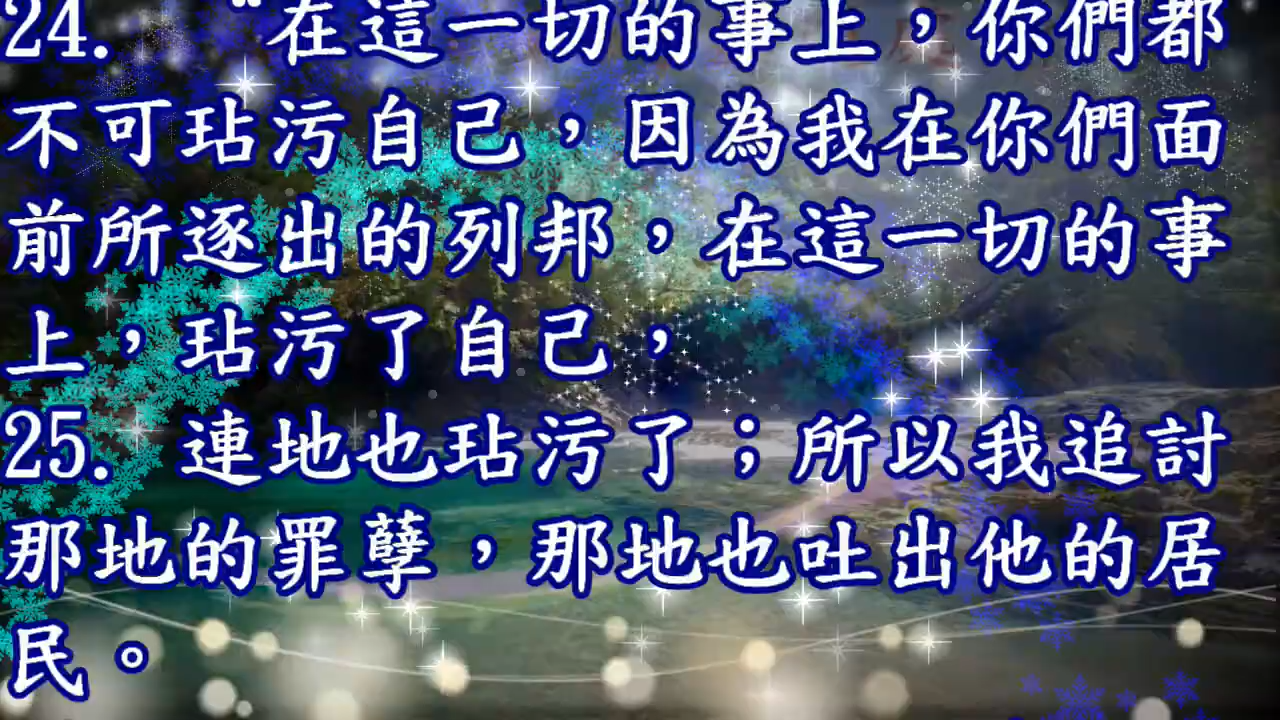 24. “在這一切的事上，你們都
不可玷污自己，因為我在你們面
前所逐出的列邦，在這一切的事
上，玷污了自己，
25. 連地也玷污了；所以我追討
那地的罪孽，那地也吐出他的居
民。